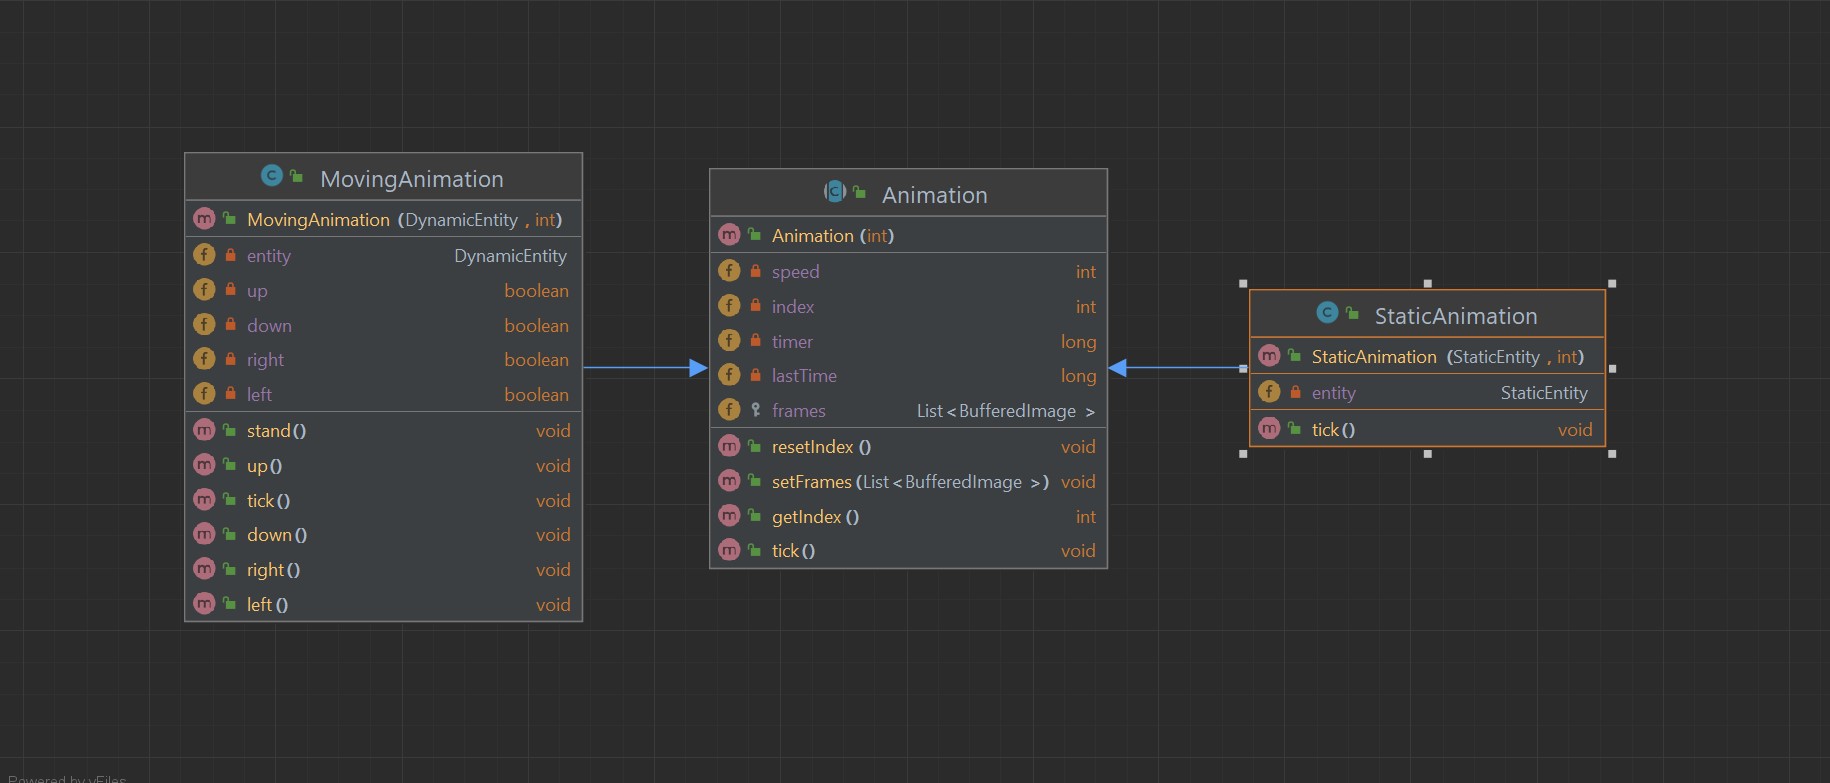 MovingAnimation
MovingAnimation (DynamicEntity , int)
entity DynamicEntity
up boolean
down boolean
right boolean
left boolean
stand() void
up() void
tick() void
down() void
right() void
left() void
Animation
Animation (int)
speed int
index int
timer long
lastTime long
frames List<BufferedImage >
resetIndex () void
setFrames (List<BufferedImage >) void
getIndex () int
tick() void
StaticAnimation
StaticAnimation (StaticEntity , int)
entity StaticEntity
tick() void
Powered by yFiles